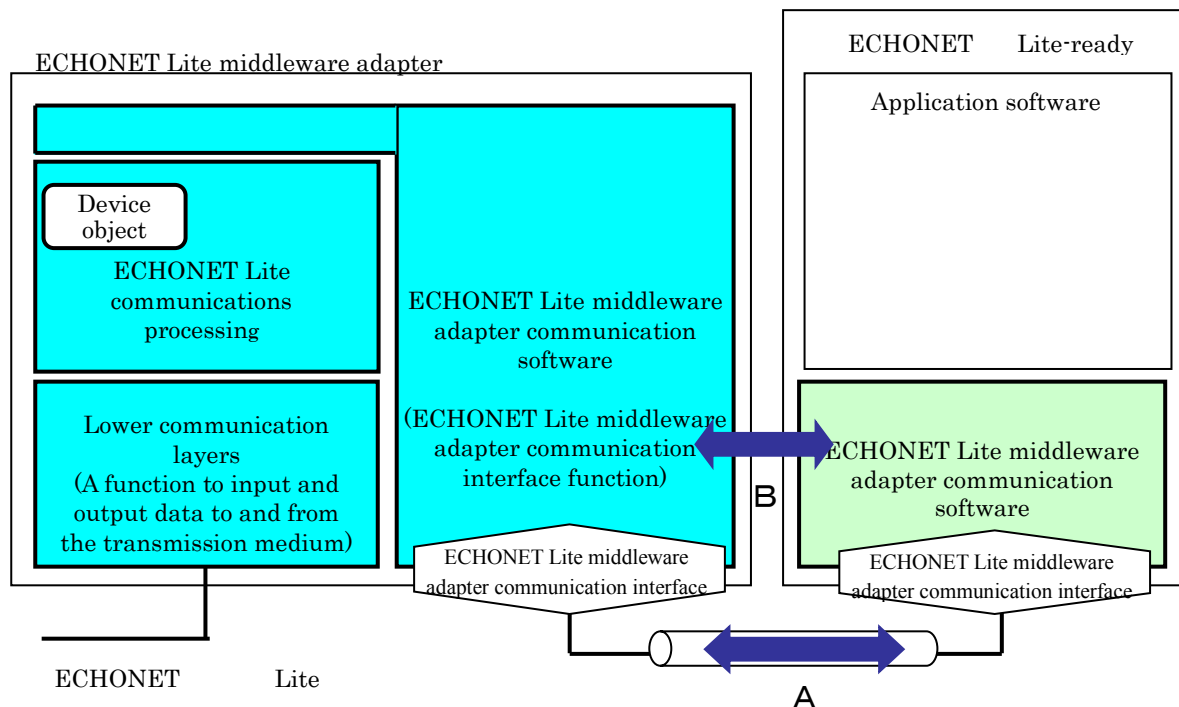 ECHONET Lite middleware adapter
Device
object
ECHONET Lite
communications
processing
Lower communication
layers
(A function to input and
output data to and from
the transmission medium)
ECHONET Lite middleware
adapter communication
software
(ECHONET Lite middleware
adapter communication
interface function)
ECHONET Lite middleware
adapter communication interface
ECHONET Lite
B
A
ECHONET Lite-ready
Application software
ECHONET Lite middleware
adapter communication
software
ECHONET Lite middleware
adapter communication interface